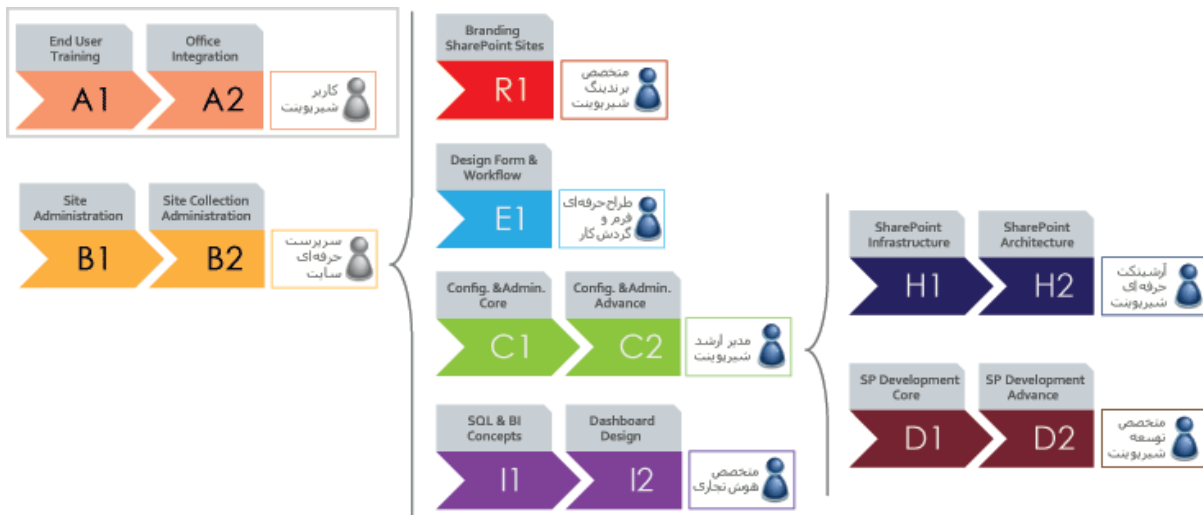 End User
Training
A1
Office
Integration
A2
کاربر
شیرپوینت
Site
Administration
B1
Site Collection
Administration
B2
سرپرست
حرفه‌ای
سایت
Branding
SharePoint Sites
R1
متخصص
برندینگ
شیرپوینت
Design Form &
Workflow
E1
طراح حرفه‌ای
فرم و
گردش کار
Config. &Admin.
Core
C1
Config. &Admin.
Advance
C2
مدیر ارشد
شیرپوینت
SQL & BI
Concepts
I1
Dashboard
Design
I2
متخصص
هوش تجاری
SharePoint
Infrastructure
H1
SharePoint
Architecture
H2
آرشیتکت
حرفه ای
شیرپوینت
SP Development
Core
D1
SP Development
Advance
D2
متخصص
توسعه
شیرپوینت